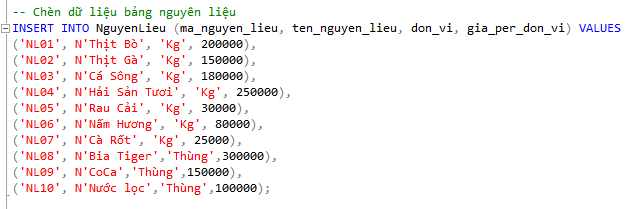 -- Chèn dữ liệu bảng nguyên liệu
INSERT INTO NguyenLieu (ma_nguyen_lieu, ten_nguyen_lieu, don_vi, gia_per_don_vi) VALUES
('NL01', N'Thịt Bò', 'Kg', 200000),
('NL02', N'Thịt Gà', 'Kg', 150000),
('NL03', N'Cá Sông', 'Kg', 180000),
('NL04', N'Hải Sản Tươi', 'Kg', 250000),
('NL05', N'Rau Cải', 'Kg', 30000),
('NL06', N'Nấm Hương', 'Kg', 80000),
('NL07', N'Cà Rốt', 'Kg', 25000),
('NL08', N'Bia Tiger','Thùng',300000),
('NL09', N'CoCa','Thùng',150000),
('NL10', N'Nước lọc','Thùng',100000);